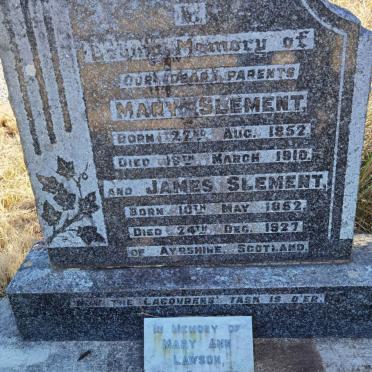 In Loving Memory of
OUR DEAR PARENTS
MARY SLEMENT,
BORN 22ND AUG. 1852.
DIED 19TH MARCH 1910.
AND JAMES SLEMENT,
BORN 10TH MAY 1852.
DIED 24TH DEC. 1927
OF AYRSHIRE SCOTLAND.
NOW THE LABOURERS TASK IS O'ER
IN MEMORY OF
MARY ANN
LAWSON.